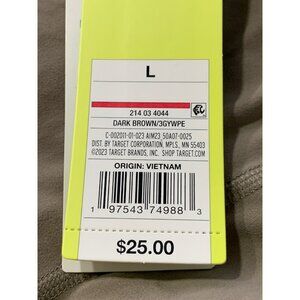 L
214 03 4044
DARK BROWN/3GYWPE
C-002011-01-023 AIM23 50A07-0025
DIST. BY TARGET CORPORATION, MPLS., MN 55403
©2023 TARGET BRANDS, INC. SHOP TARGET.COM
ORIGIN: VIETNAM
1 97543 74988 3
$25.00